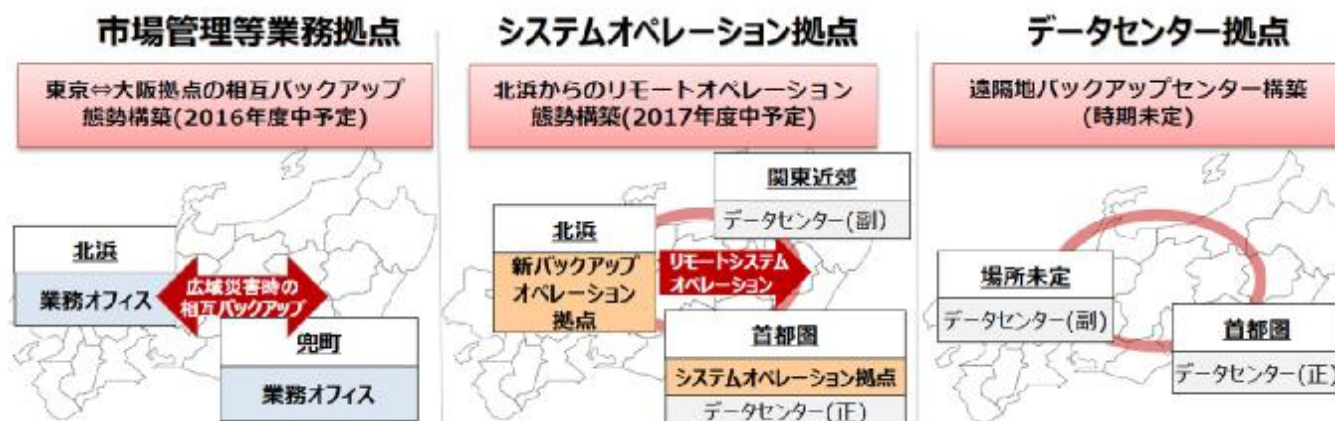 市場管理等業務拠点
東京⇔大阪拠点の相互バックアップ
態勢構築(2016年度中予定)
北浜
業務オフィス
広域災害時の
相互バックアップ
兜町
業務オフィス
システムオペレーション拠点
北浜からのリモートオペレーション
態勢構築(2017年度中予定)
関東近郊
データセンター(副)
北浜
新バックアップ
オペレーション
拠点
リモートシステム
オペレーション
首都圏
システムオペレーション拠点
データセンター(正)
データセンター拠点
遠隔地バックアップセンター構築
(時期未定)
場所未定
データセンター(副)
首都圏
データセンター(正)